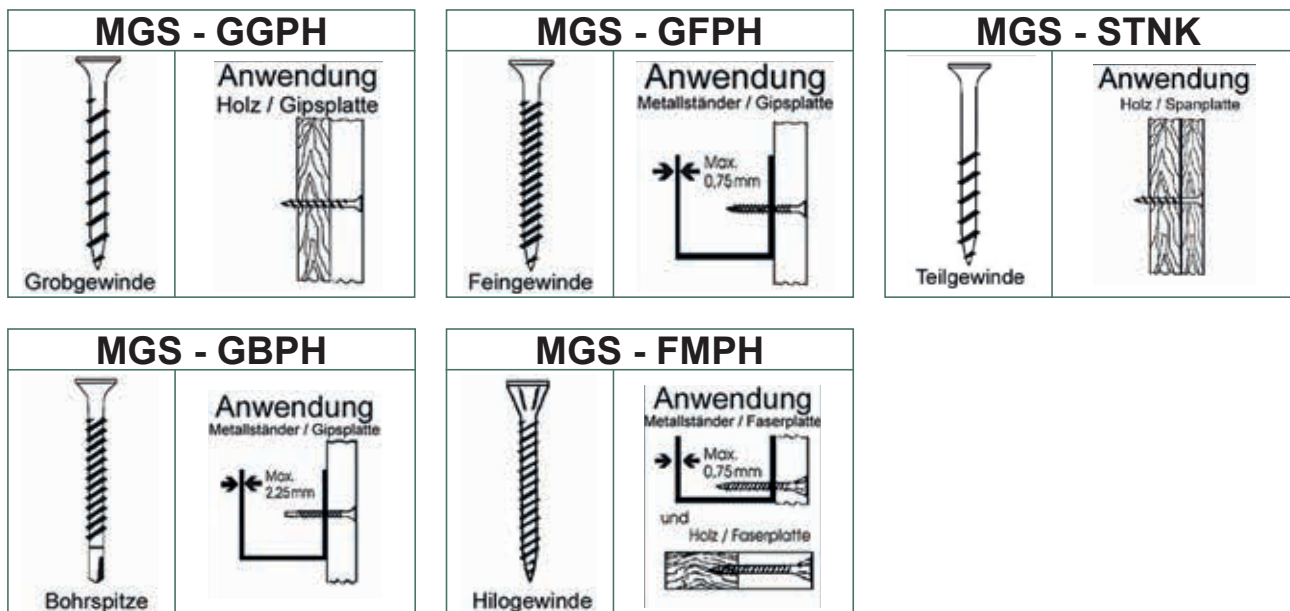 MGS - GGPH
Anwendung
Holz / Gipsplatte
Grobgewinde
MGS - GFPH
Anwendung
Metallständer / Gipsplatte
Max.
0,75mm
Feingewinde
MGS - STNK
Anwendung
Holz / Spanplatte
Teilgewinde
MGS - GBPH
Anwendung
Metallständer / Gipsplatte
Max.
2,25mm
Bohrspitze
MGS - FMPH
Anwendung
Metallständer / Faserplatte
Max.
0,75mm
und
Holz / Faserplatte
Hilogewinde